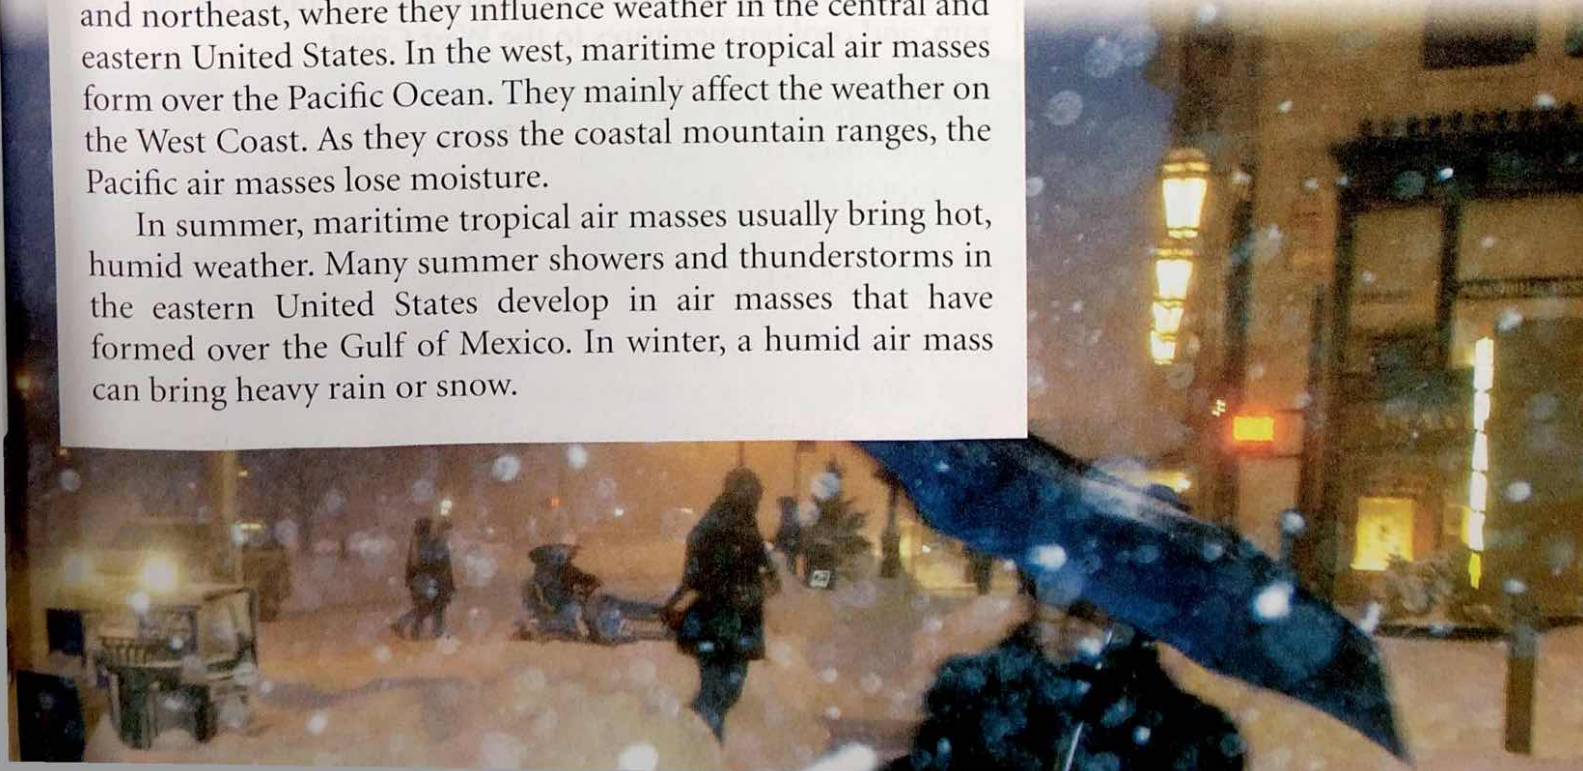 and northeast, where they influence weather in the central and
eastern United States. In the west, maritime tropical air masses
form over the Pacific Ocean. They mainly affect the weather on
the West Coast. As they cross the coastal mountain ranges, the
Pacific air masses lose moisture.
In summer, maritime tropical air masses usually bring hot,
humid weather. Many summer showers and thunderstorms in
the eastern United States develop in air masses that have
formed over the Gulf of Mexico. In winter, a humid air mass
can bring heavy rain or snow.